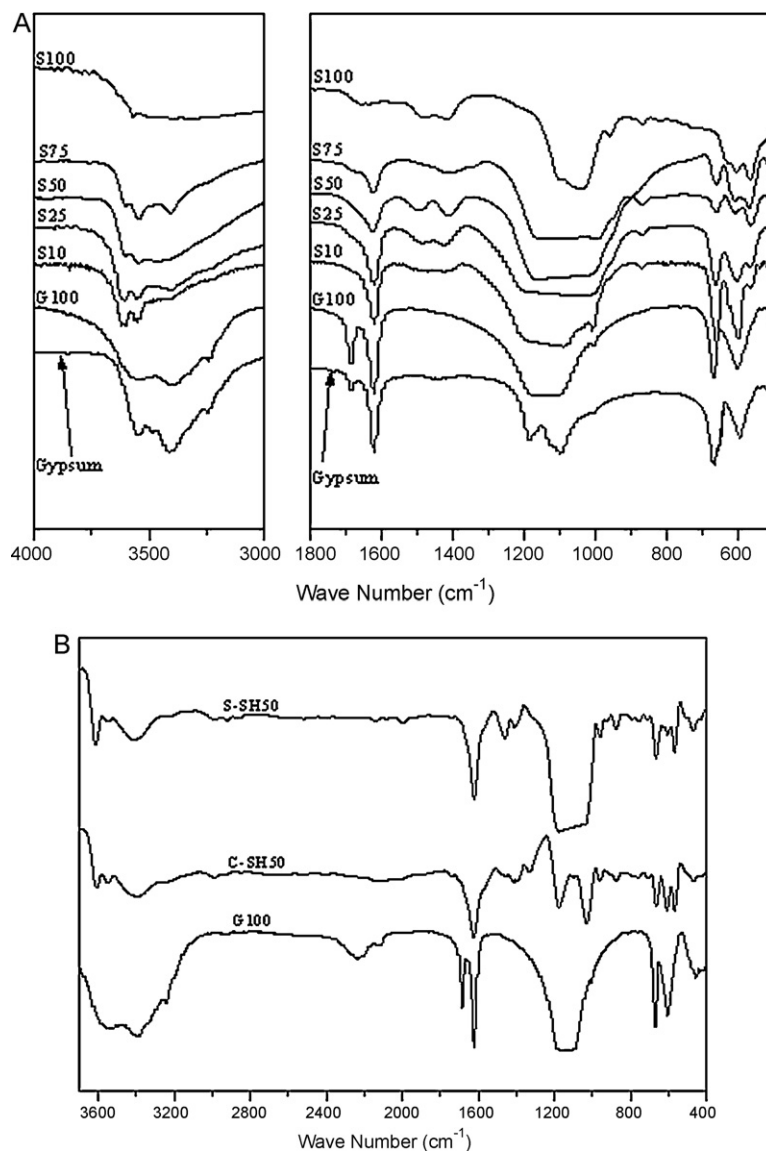 A
S100
S75
S50
S25
S10
G100
Gypsum
4000 3500 3000
S100
S75
S50
S25
S10
G100
Gypsum
1800 1600 1400 1200 1000 800 600
Wave Number (cm-1)
B
S-SH50
C-SH50
G100
3600 3200 2800 2400 2000 1600 1200 800 400
Wave Number (cm-1)